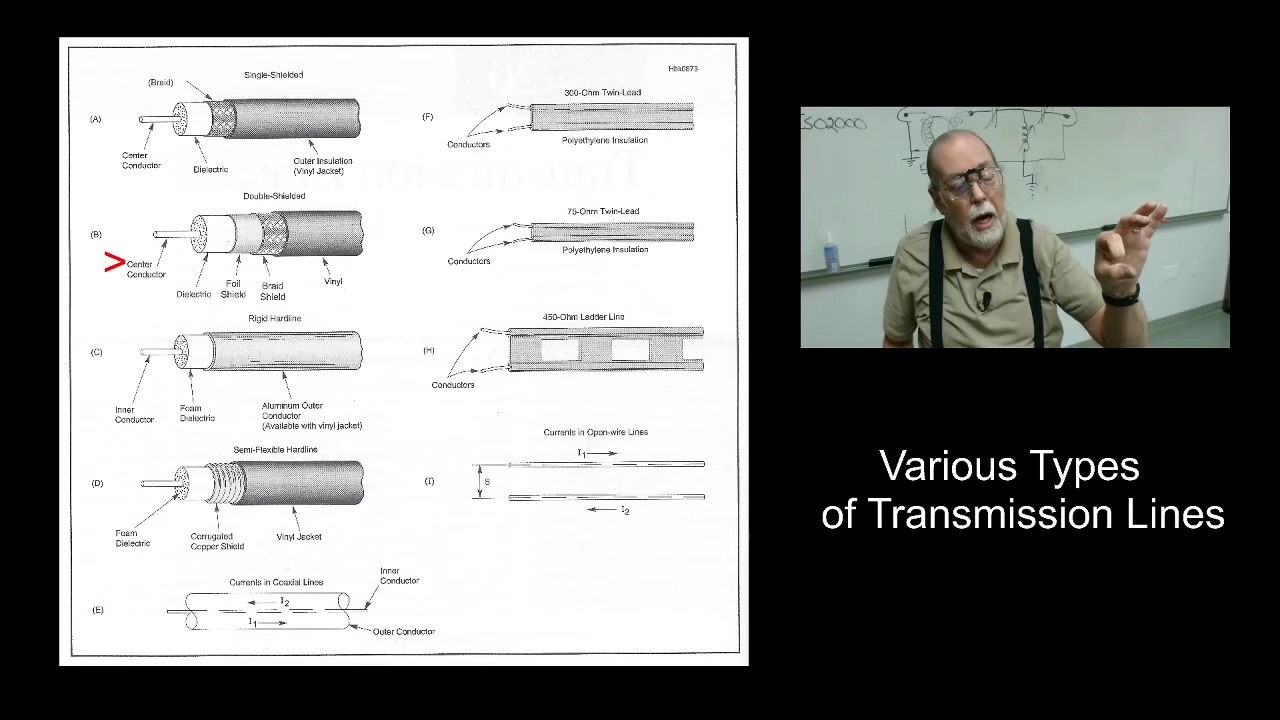 Hbk0873
Single-Shielded
(Braid)
(A)
Center
Conductor
Dielectric
Outer Insulation
(Vinyl Jacket)
Double-Shielded
(B)
>
Center
Conductor
Dielectric
Foil
Shield
Braid
Shield
Vinyl
Rigid Hardline
(C)
Inner
Conductor
Foam
Dielectric
Aluminum Outer
Conductor
(Available with vinyl jacket)
Semi-Flexible Hardline
(D)
Foam
Dielectric
Corrugated
Copper Shield
Vinyl Jacket
Currents in Coaxial Lines
(E)
I2
I1
Inner
Conductor
Outer Conductor
300-Ohm Twin-Lead
(F)
Conductors
Polyethylene Insulation
75-Ohm Twin-Lead
(G)
Conductors
Polyethylene Insulation
450-Ohm Ladder Line
(H)
Conductors
Currents in Open-wire Lines
(I)
I1
S
I2
Various Types
of Transmission Lines